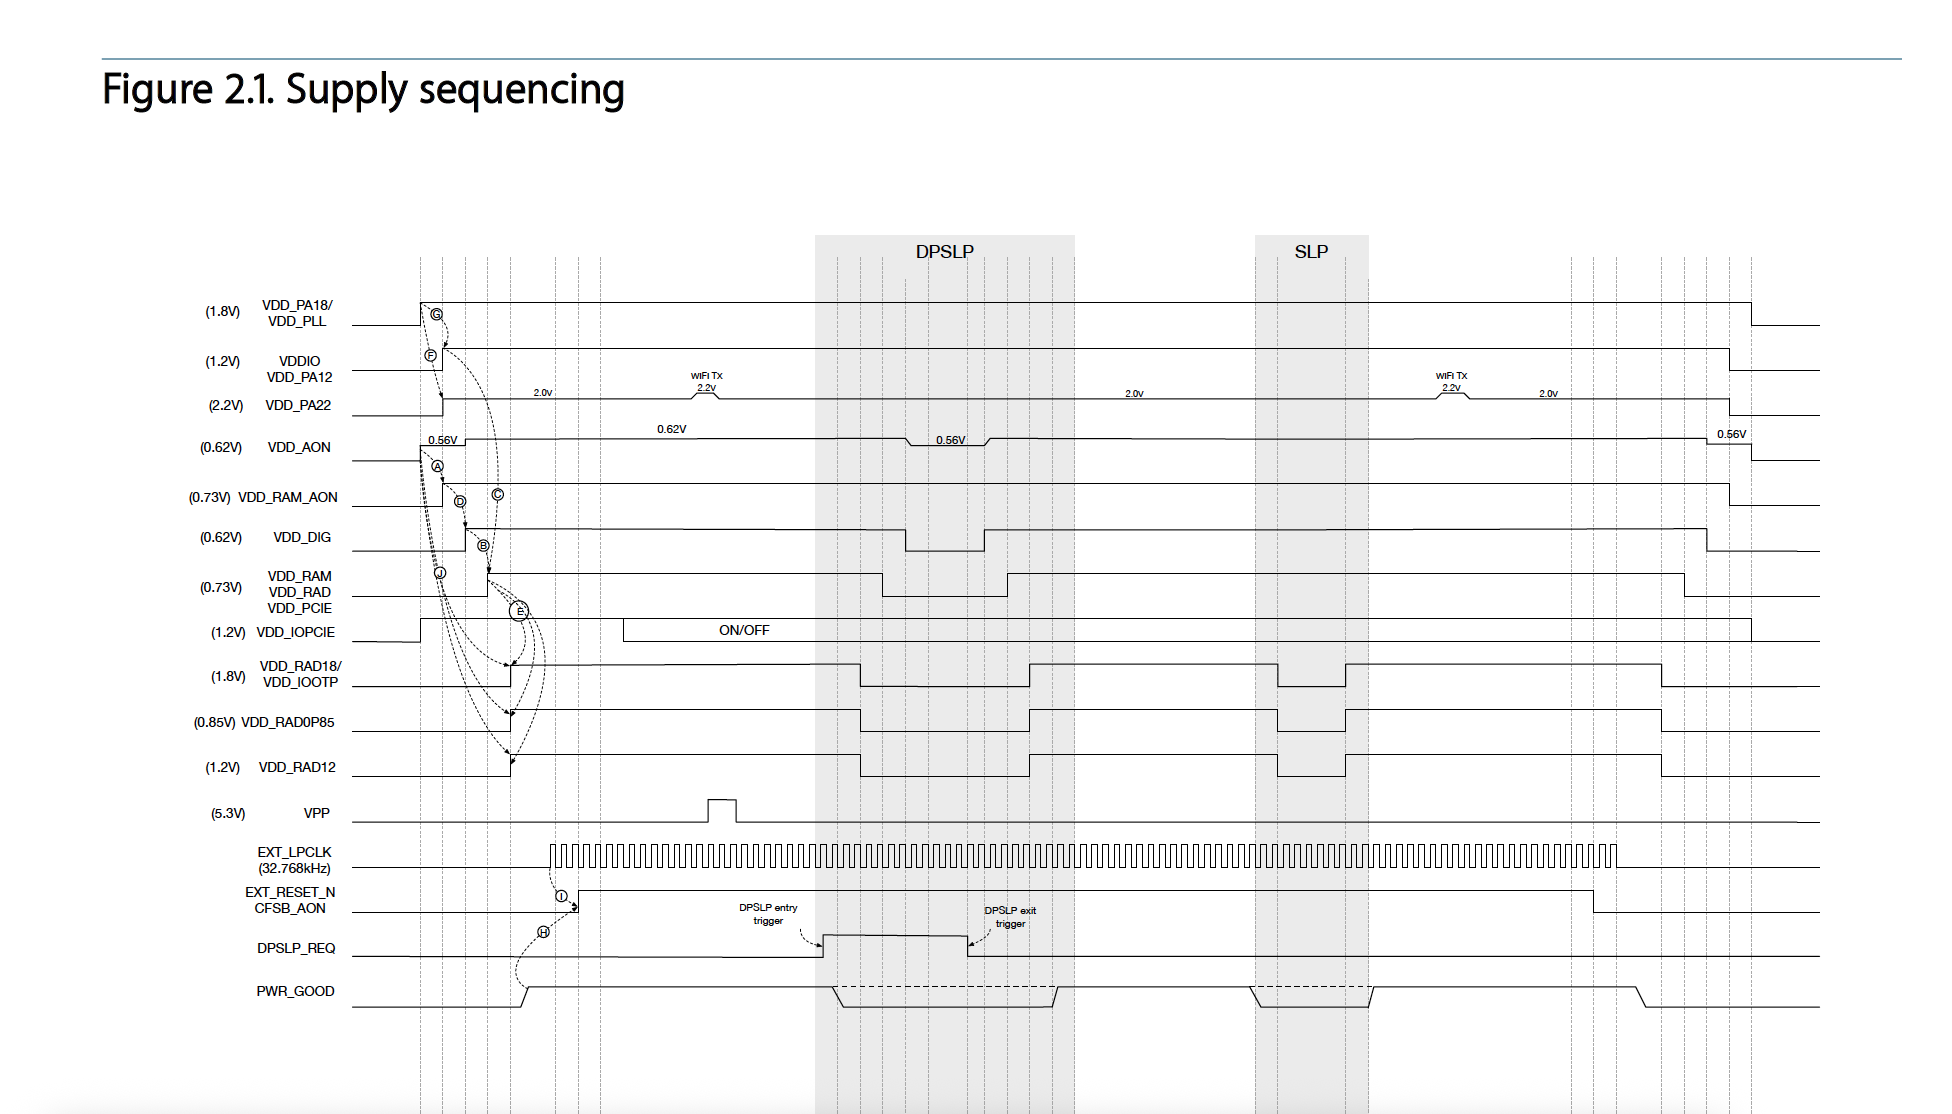 Figure 2.1. Supply sequencing
DPSLP
SLP
(1.8V) VDD_PA18/
VDD_PLL
G
(1.2V) VDDIO
VDD_PA12
F
WiFi Tx
2.2V
WiFi Tx
2.2V
(2.2V) VDD_PA22
2.0V
2.0V
2.0V
(0.62V) VDD_AON
0.56V
0.62V
0.56V
0.56V
A
(0.73V) VDD_RAM_AON
D
C
(0.62V) VDD_DIG
B
(0.73V) VDD_RAM
VDD_RAD
VDD_PCIE
J
E
(1.2V) VDD_IOPCIE
ON/OFF
(1.8V) VDD_RAD18/
VDD_IOOTP
(0.85V) VDD_RAD0P85
(1.2V) VDD_RAD12
(5.3V) VPP
EXT_LPCLK
(32.768kHz)
EXT_RESET_N
CFSB_AON
I
H
DPSLP entry
trigger
DPSLP exit
trigger
DPSLP_REQ
PWR_GOOD